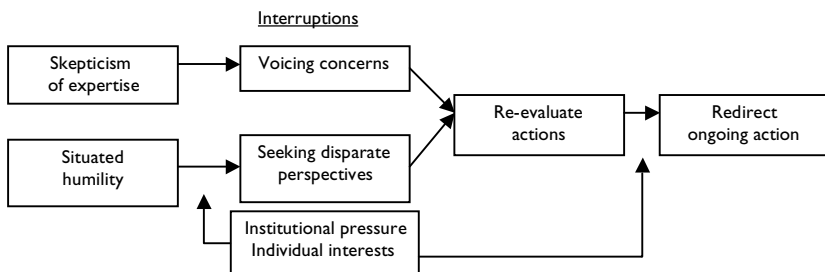 Interruptions
Skepticism
of expertise
Voicing concerns
Re-evaluate
actions
Redirect
ongoing action
Situated
humility
Seeking disparate
perspectives
Institutional pressure
Individual interests